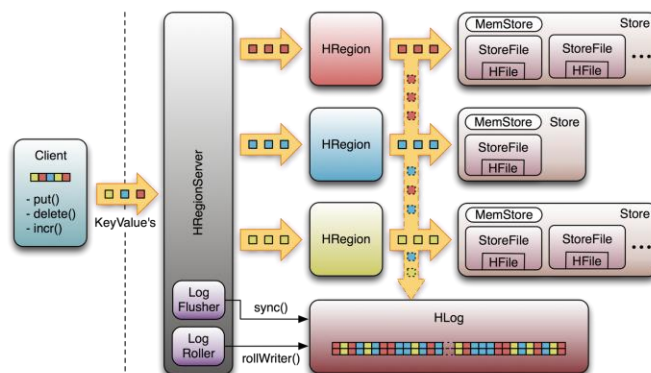 Client
- put()
- delete()
- incr()
KeyValue's
HRegionServer
Log
Flusher
Log
Roller
sync()
rollWriter()
HRegion
MemStore
Store
StoreFile
HFile
StoreFile
HFile
...
HRegion
MemStore
Store
StoreFile
HFile
HRegion
MemStore
Store
StoreFile
HFile
StoreFile
HFile
...
HLog